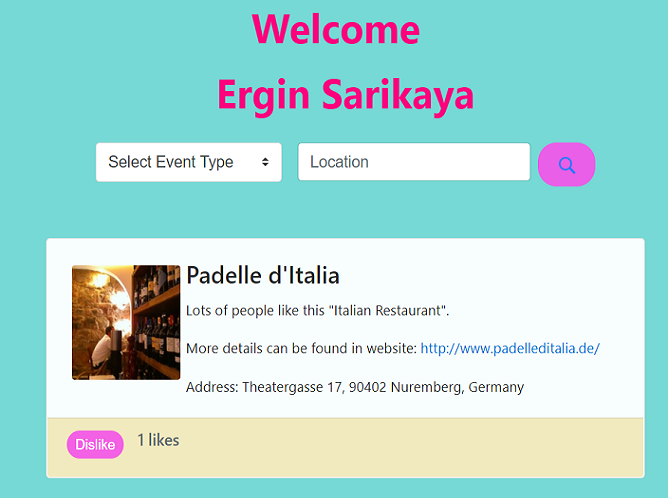 Welcome
Ergin Sarikaya
Select Event Type
Location
Padelle d'Italia
Lots of people like this "Italian Restaurant".
More details can be found in website: http://www.padelleditalia.de/
Address: Theatergasse 17, 90402 Nuremberg, Germany
Dislike
1 likes